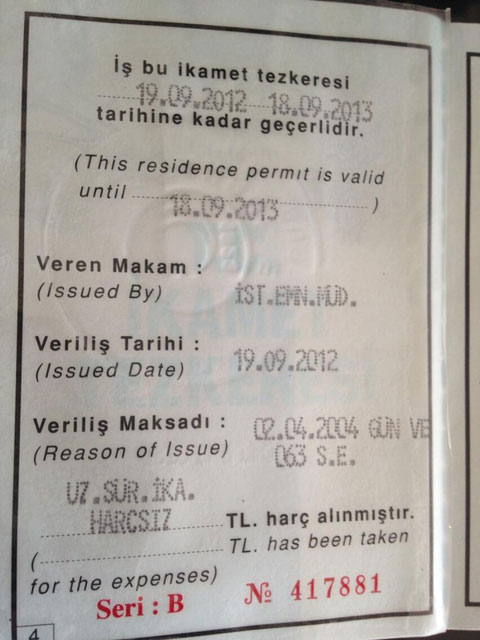 İş bu ikamet tezkeresi
19.09.2012 18.09.2013
tarihine kadar geçerlidir.
(This residence permıt is valid
until 18.09.2013 )
Veren Makam :
(Issued By) İST.EMN.MÜD.
Veriliş Tarihi :
(Issued Date) 19.09.2012
Veriliş Maksadı : 02.04.2004 GÜN VE
(Reason of Issue) 063 S.E.
UZ.SÜR.İKA.
HARCSIZ TL. harç alınmıştır.
( TL. has been taken
for the expenses)
Seri : B № 417881
4